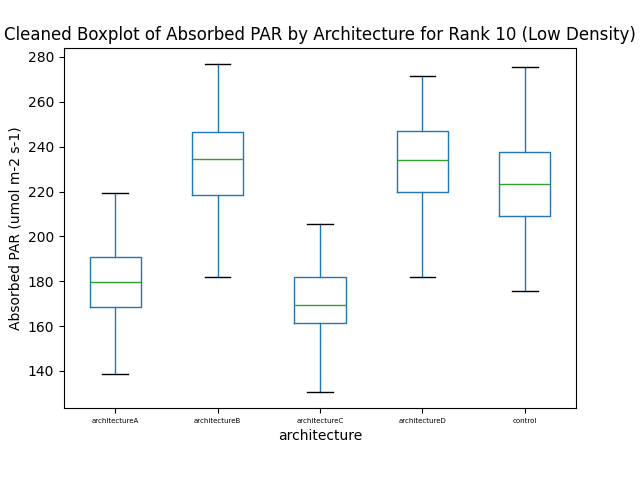 Cleaned Boxplot of Absorbed PAR by Architecture for Rank 10 (Low Density)
280
260
240
220
200
180
160
140
Absorbed PAR (umol m-2 s-1)
architectureA architectureB architectureC architectureD control
architecture